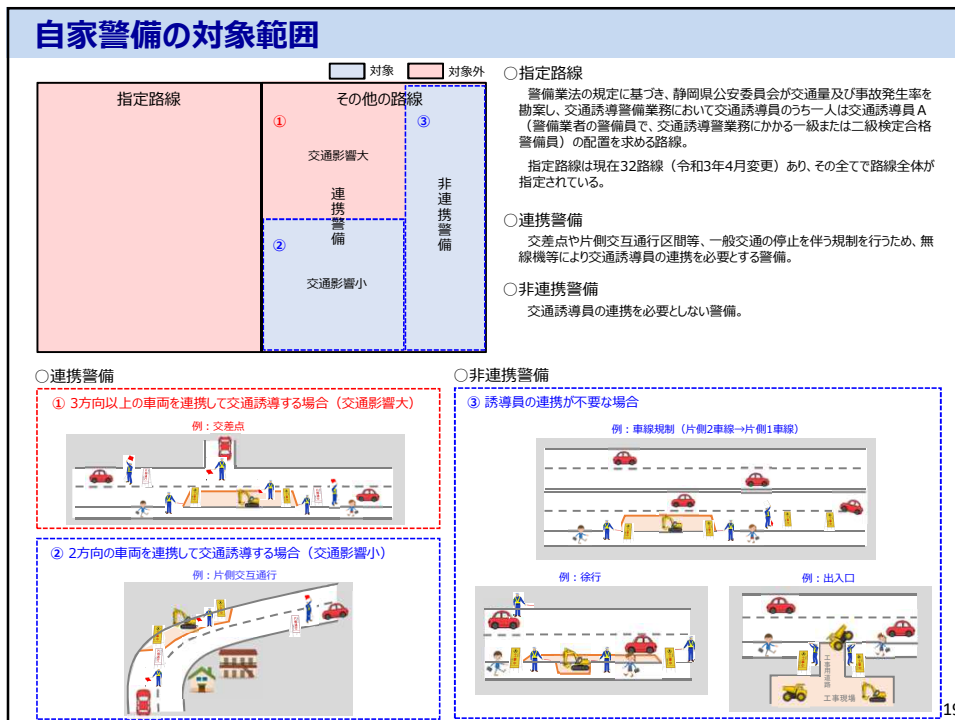 自家警備の対象範囲
対象
対象外
指定路線
その他の路線
①
交通影響大
連携警備
②
交通影響小
③
非連携警備
○指定路線
警備業法の規定に基づき、静岡県公安委員会が交通量及び事故発生率を
勘案し、交通誘導警備業務において交通誘導員のうち一人は交通誘導員A
（警備業者の警備員で、交通誘導警業務にかかる一級または二級検定合格
警備員）の配置を求める路線。
指定路線は現在32路線（令和3年4月変更）あり、その全てで路線全体が
指定されている。
○連携警備
交差点や片側交互通行区間等、一般交通の停止を伴う規制を行うため、無
線機等により交通誘導員の連携を必要とする警備。
○非連携警備
交通誘導員の連携を必要としない警備。
○連携警備
① 3方向以上の車両を連携して交通誘導する場合（交通影響大）
例：交差点
② 2方向の車両を連携して交通誘導する場合（交通影響小）
例：片側交互通行
○非連携警備
③ 誘導員の連携が不要な場合
例：車線規制（片側2車線→片側1車線）
例：徐行
例：出入口
工事用道路
工事現場
19